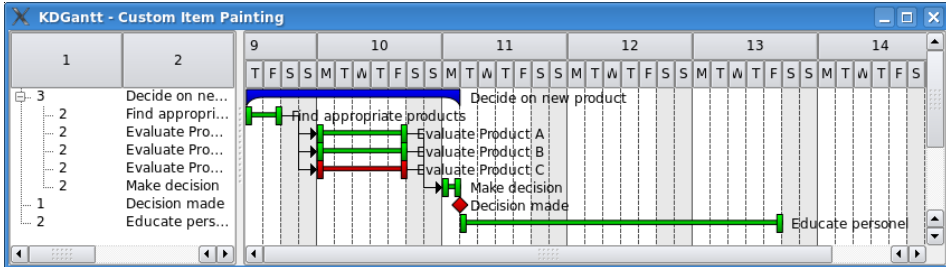 KDGantt - Custom Item Painting
1 2 9 10 11 12 13 14
T F S S M T W T F S S M T W T F S S M T W T F S S M T W T F S S M T W T F S
3 Decide on ne... Decide on new product
2 Find appropri... Find appropriate products
2 Evaluate Pro... Evaluate Product A
2 Evaluate Pro... Evaluate Product B
2 Evaluate Pro... Evaluate Product C
2 Make decision Make decision
1 Decision made Decision made
2 Educate pers... Educate personel